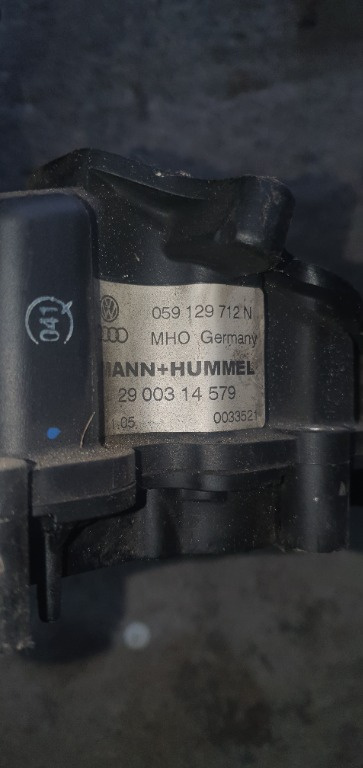 059 129 712 N
MHO Germany
MANN+HUMMEL
29 003 14 579
1.05 0033521
041